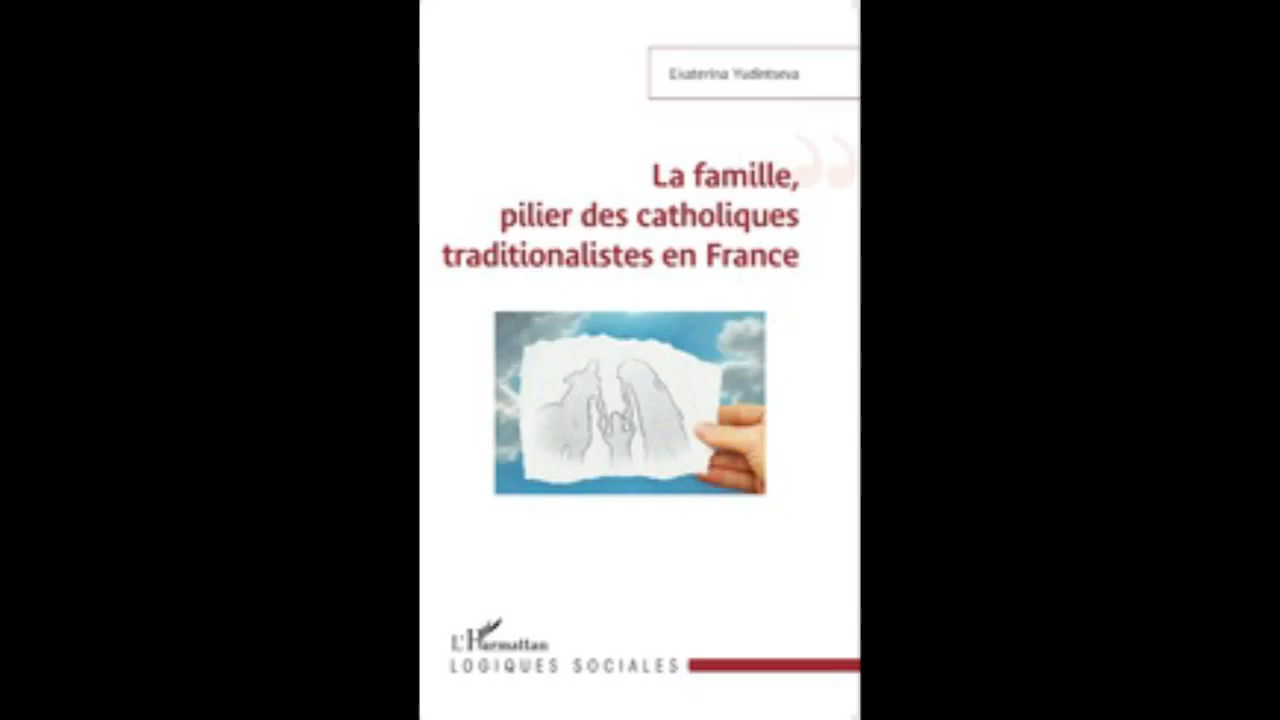 Ekaterina Yudintseva
La famille,
pilier des catholiques
traditionalistes en France
L'Harmattan
LOGIQUES SOCIALES